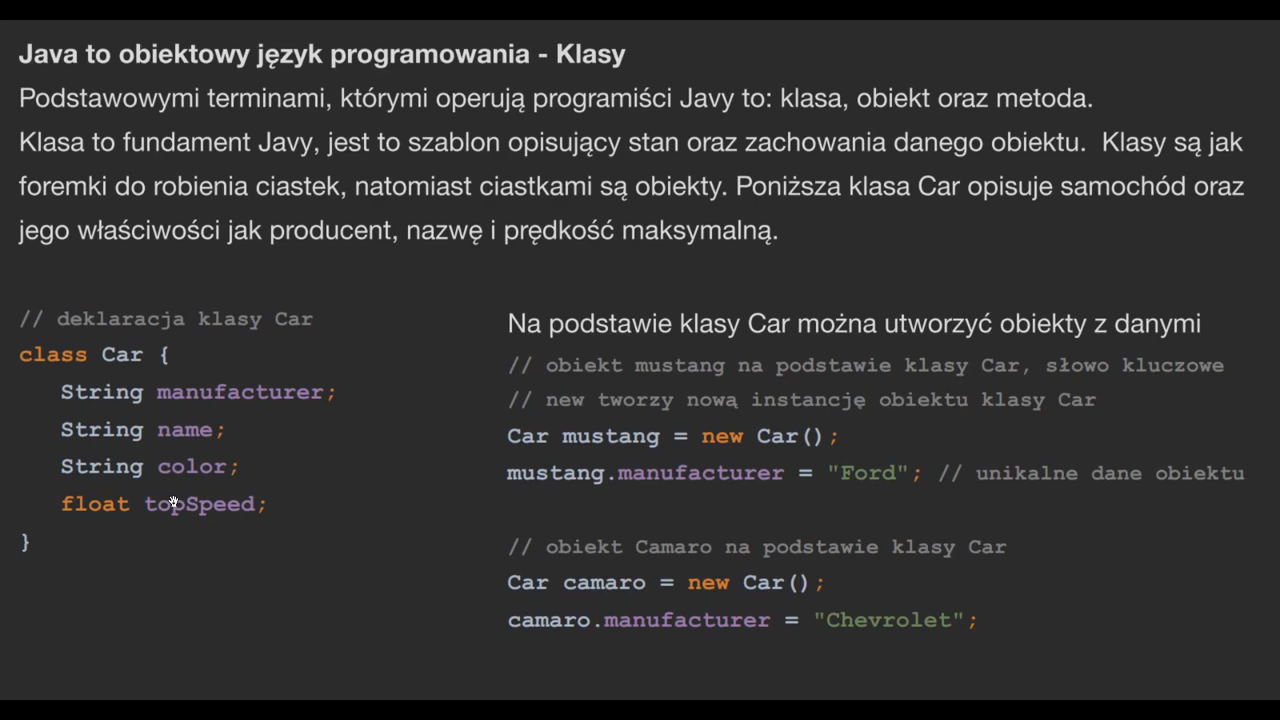 Java to obiektowy język programowania - Klasy
Podstawowymi terminami, którymi operują programiści Javy to: klasa, obiekt oraz metoda.
Klasa to fundament Javy, jest to szablon opisujący stan oraz zachowania danego obiektu.  Klasy są jak
foremki do robienia ciastek, natomiast ciastkami są obiekty. Poniższa klasa Car opisuje samochód oraz
jego właściwości jak producent, nazwę i prędkość maksymalną.
// deklaracja klasy Car
class Car {
   String manufacturer;
   String name;
   String color;
   float topSpeed;
}
Na podstawie klasy Car można utworzyć obiekty z danymi
// obiekt mustang na podstawie klasy Car, słowo kluczowe
// new tworzy nową instancję obiektu klasy Car
Car mustang = new Car();
mustang.manufacturer = "Ford"; // unikalne dane obiektu
// obiekt Camaro na podstawie klasy Car
Car camaro = new Car();
camaro.manufacturer = "Chevrolet";